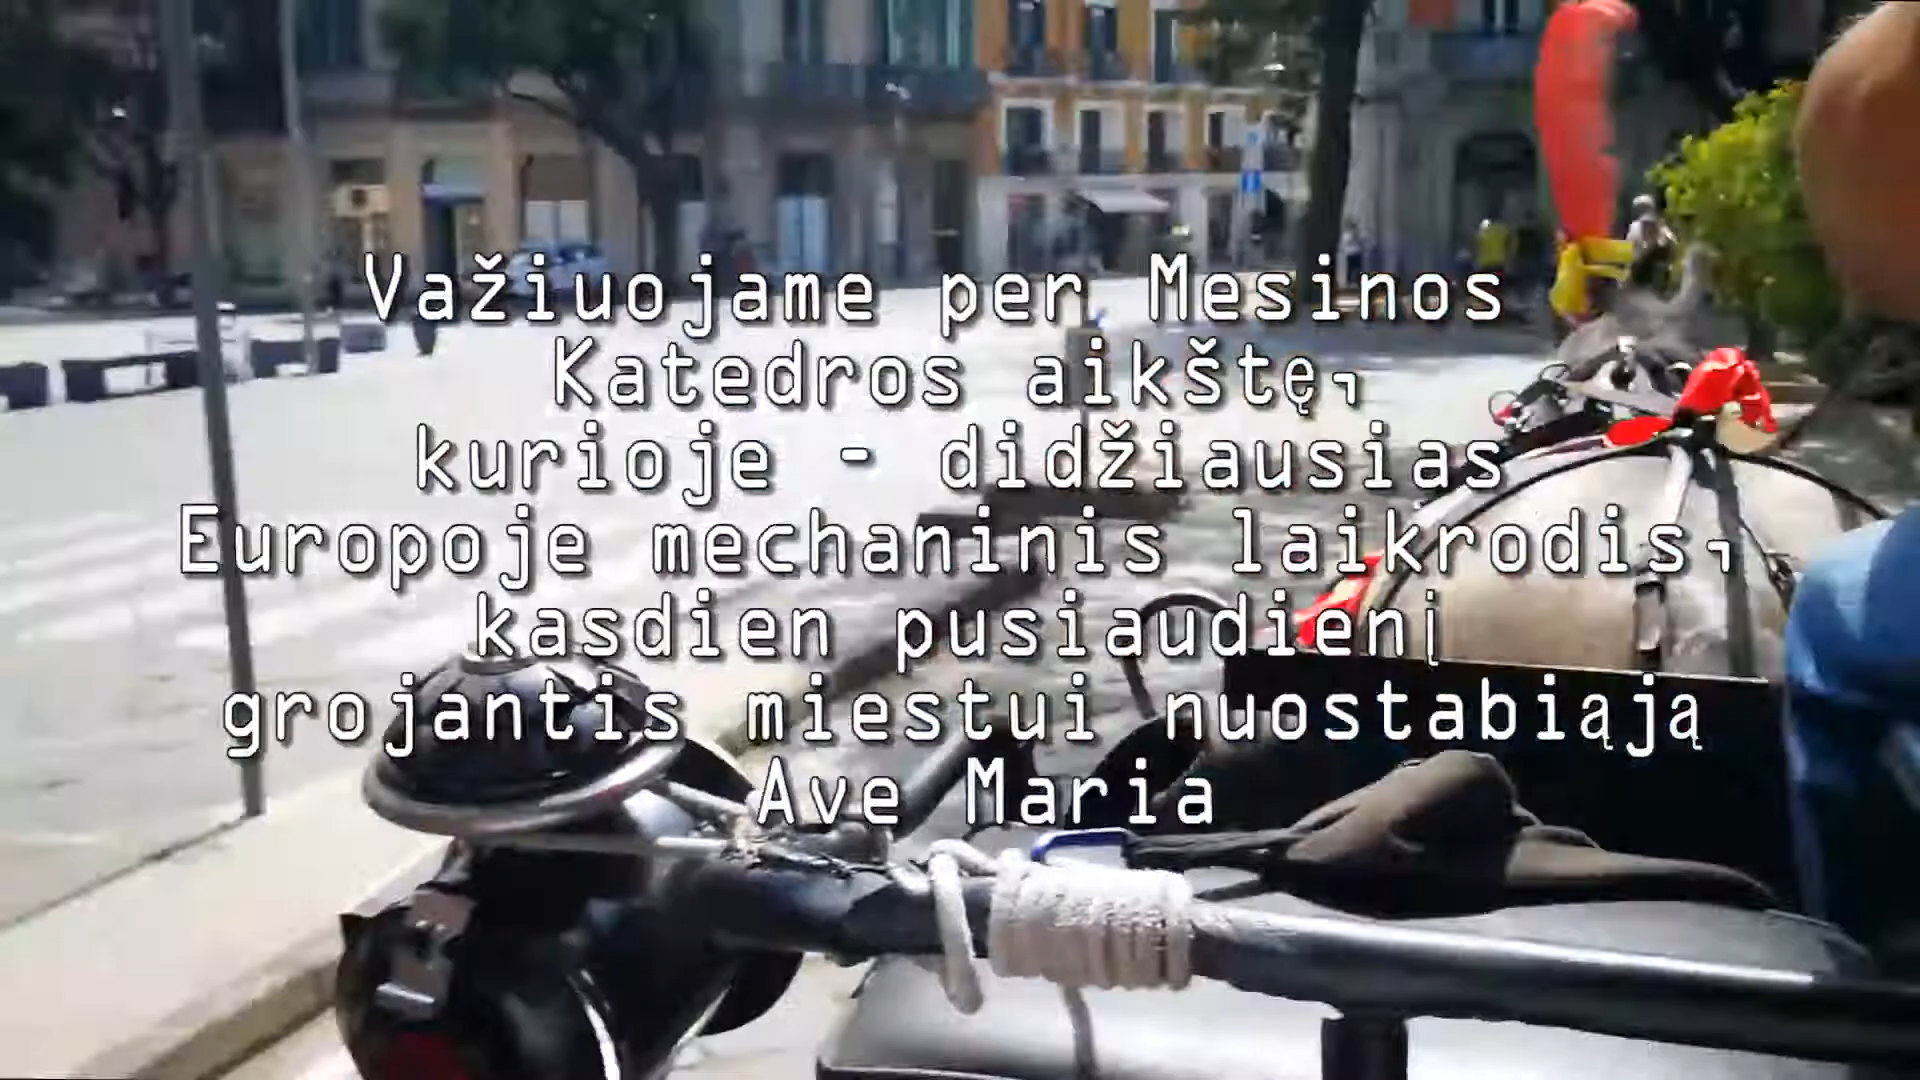 Važiuojame per Mesinos
Katedros aikštę,
kurioje - didžiausias
Europoje mechaninis laikrodis,
kasdien pusiaudienį
grojantis miestui nuostabiąją
Ave Maria